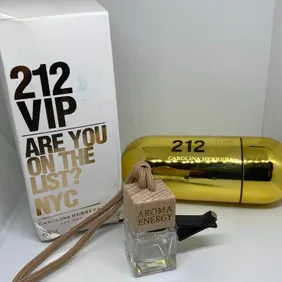 212
VIP
ARE YOU
ON THE
LIST?
NYC
CAROLINA HERRERA
212
CAROLINA HERRERA
AROMA
ENERGY